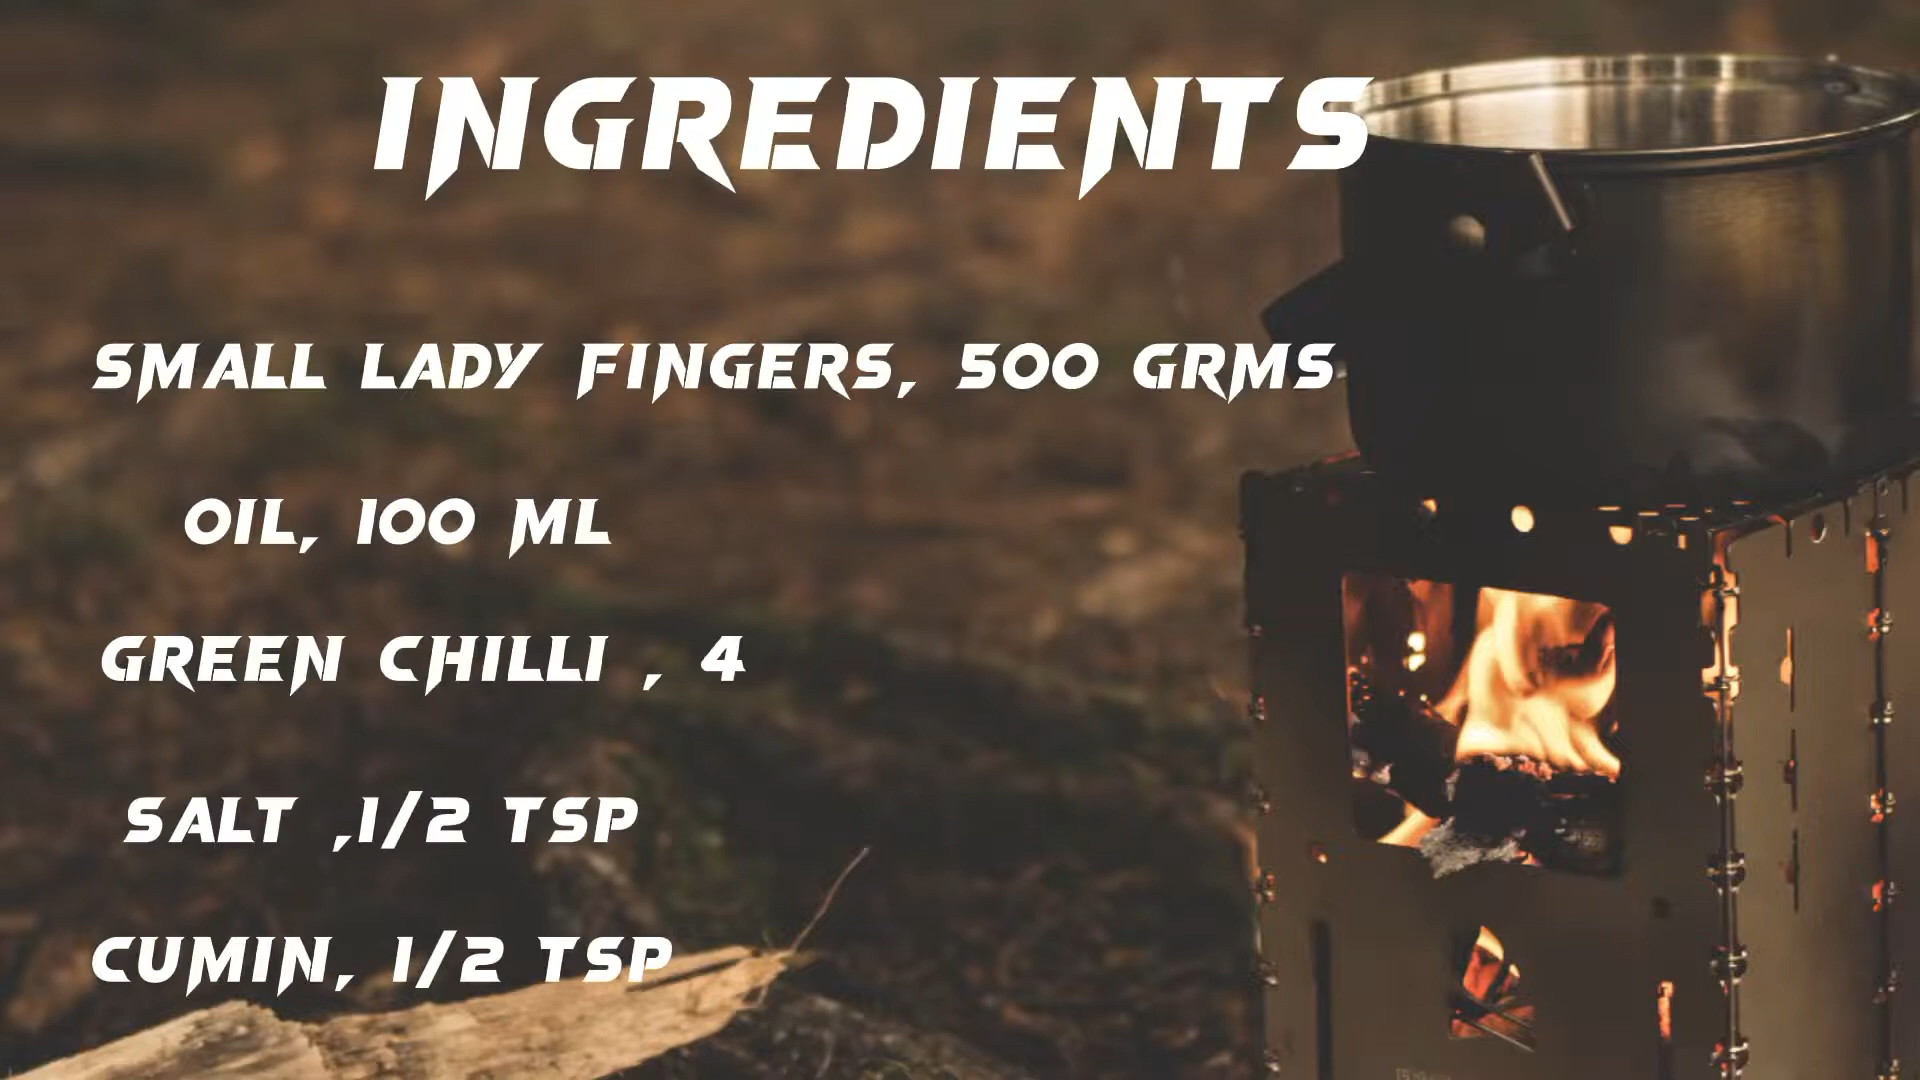 INGREDIENTS
SMALL LADY FINGERS, 500 GRMS
OIL, 100 ML
GREEN CHILLI , 4
SALT ,1/2 TSP
CUMIN, 1/2 TSP